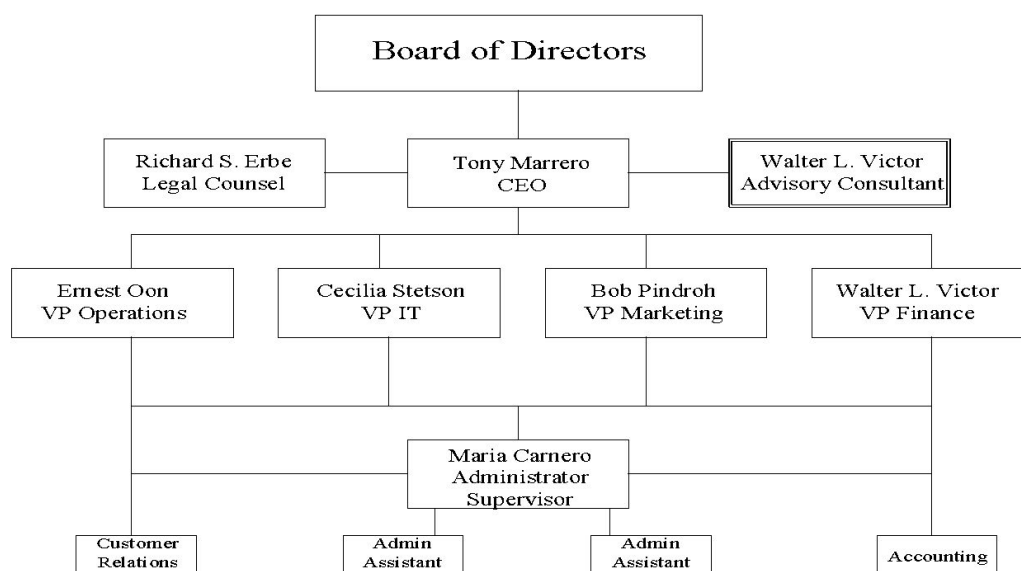 Board of Directors
Richard S. Erbe
Legal Counsel
Tony Marrero
CEO
Walter L. Victor
Advisory Consultant
Ernest Oon
VP Operations
Cecilia Stetson
VP IT
Bob Pindroh
VP Marketing
Walter L. Victor
VP Finance
Maria Carnero
Administrator
Supervisor
Customer
Relations
Admin
Assistant
Admin
Assistant
Accounting